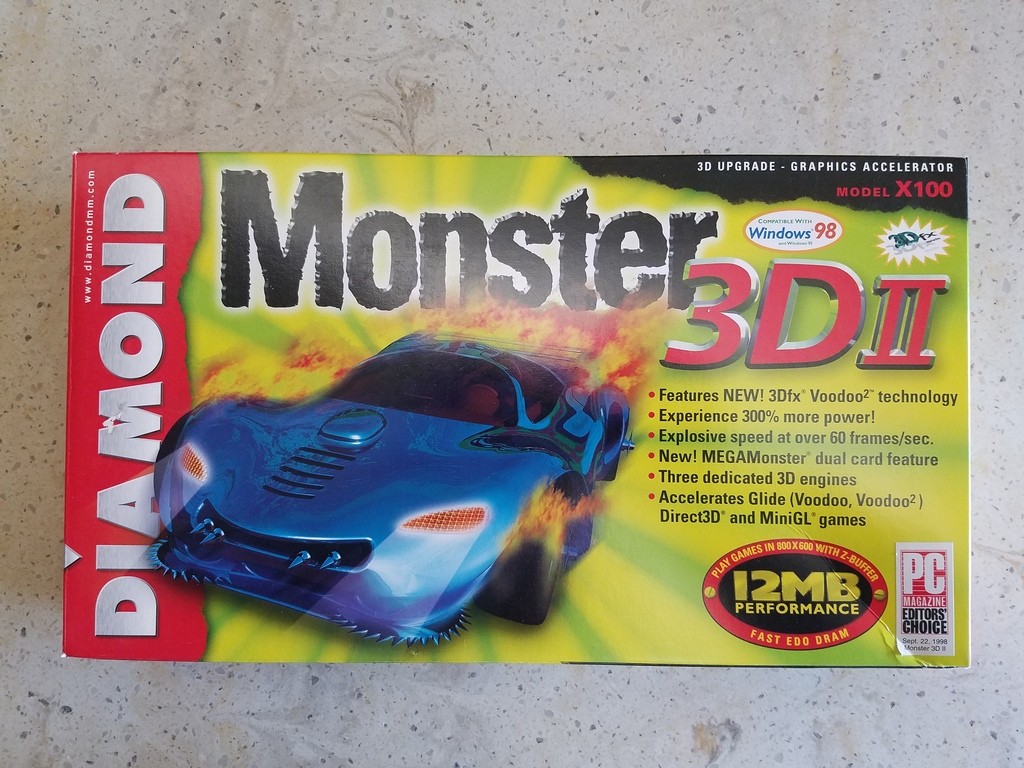 www.diamondmm.com
DIAMOND
Monster
3D II
3D UPGRADE - GRAPHICS ACCELERATOR
MODEL X100
COMPATIBLE WITH
Windows 98
and Windows 95
3Dfx
• Features NEW! 3Dfx® Voodoo²™ technology
• Experience 300% more power!
• Explosive speed at over 60 frames/sec.
• New! MEGAMonster® dual card feature
• Three dedicated 3D engines
• Accelerates Glide (Voodoo, Voodoo²)
Direct3D® and MiniGL® games
PLAY GAMES IN 800X600 WITH Z-BUFFER
12MB
PERFORMANCE
FAST EDO DRAM
PC
MAGAZINE
EDITORS'
CHOICE
Sept. 22, 1998
Monster 3D II